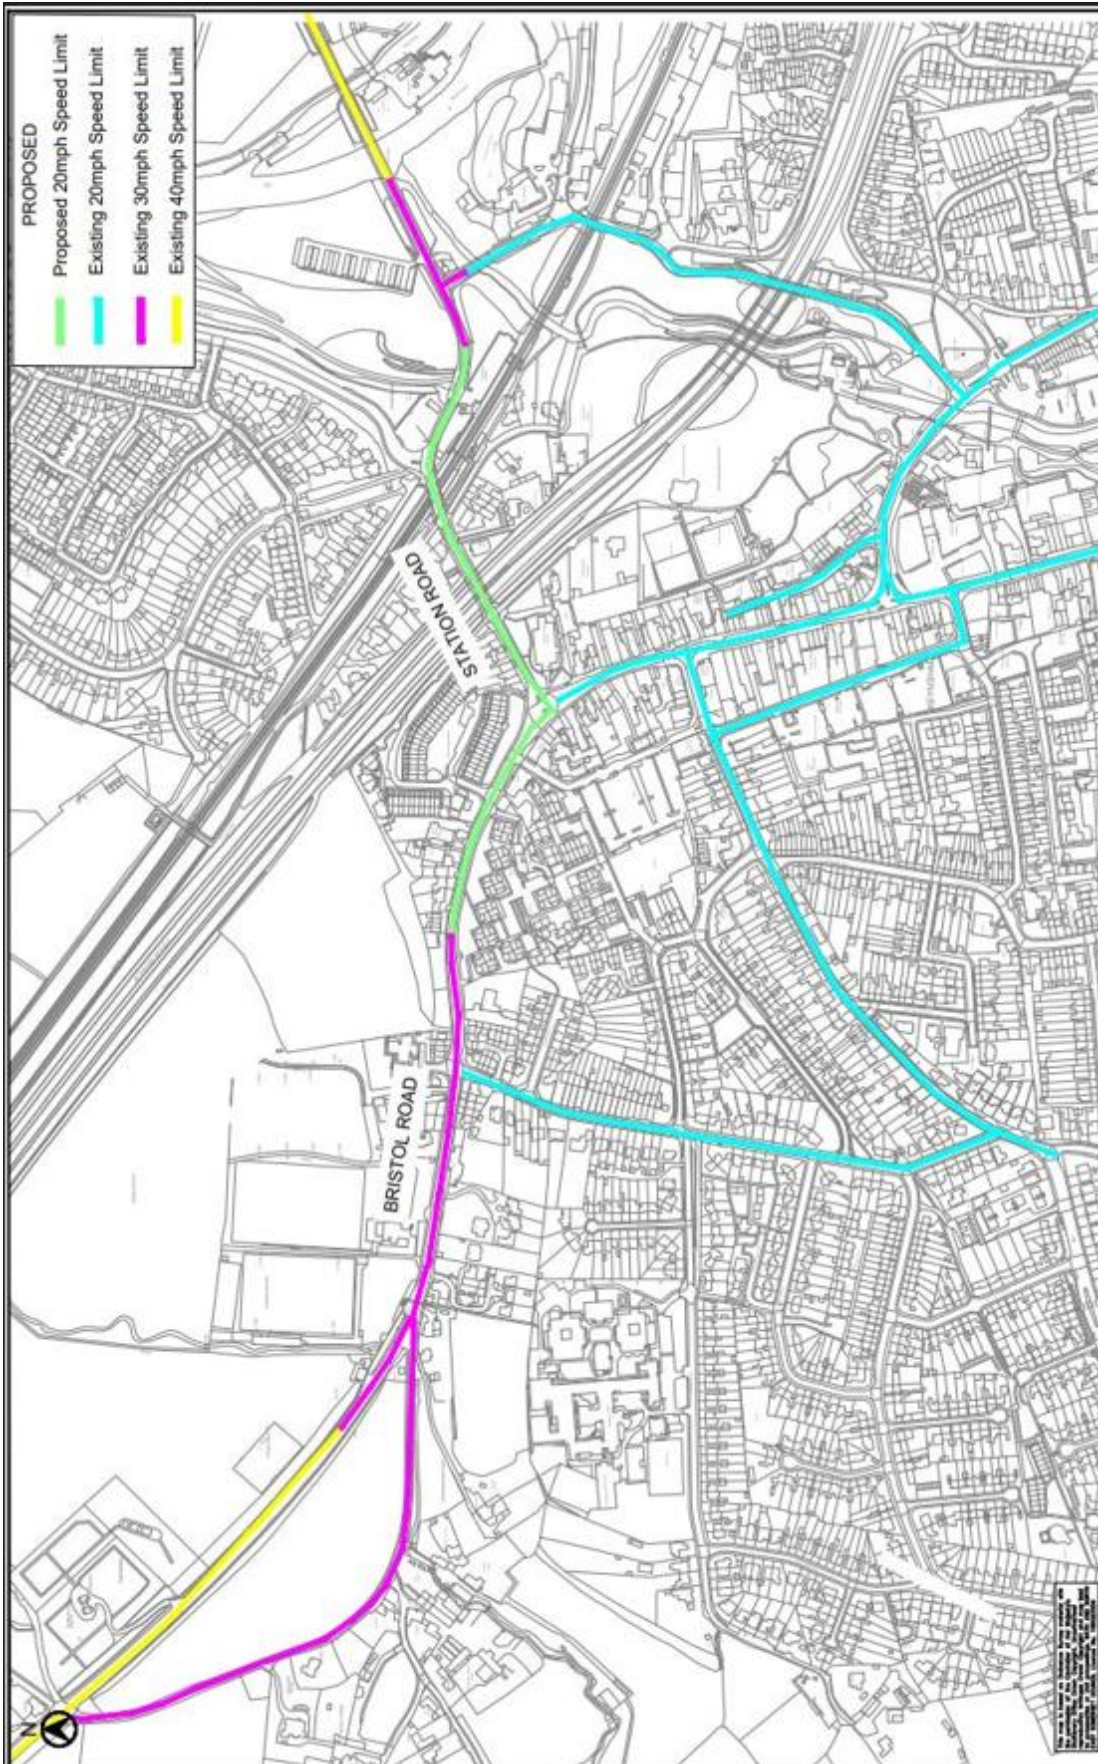 PROPOSED
Proposed 20mph Speed Limit
Existing 20mph Speed Limit
Existing 30mph Speed Limit
Existing 40mph Speed Limit
STATION ROAD
BRISTOL ROAD
N